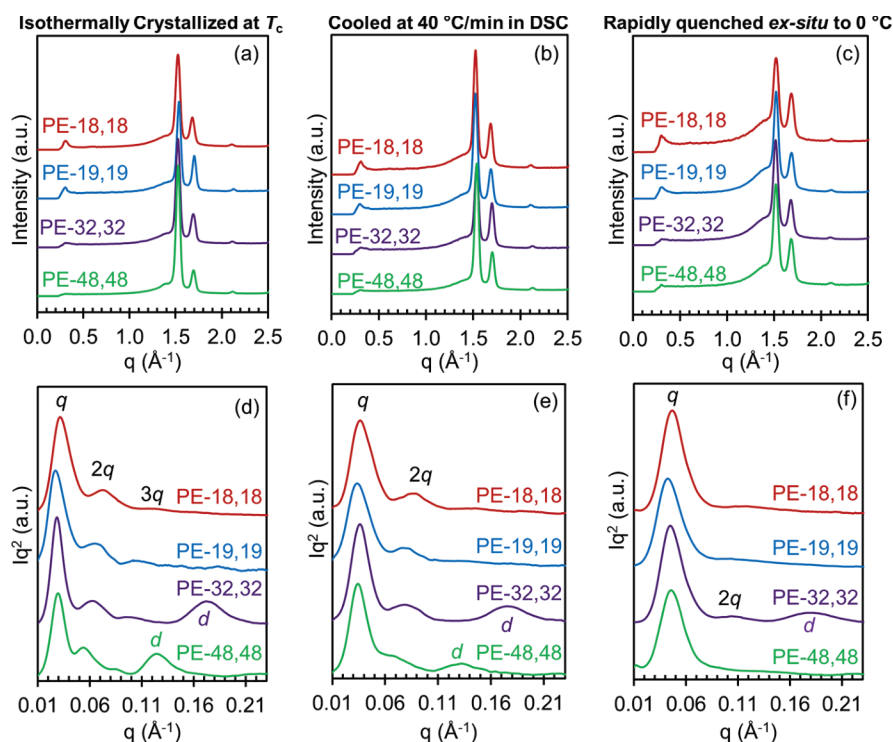 Isothermally Crystallized at Tc
Cooled at 40 °C/min in DSC
Rapidly quenched ex-situ to 0 °C
(a)
PE-18,18
PE-19,19
PE-32,32
PE-48,48
Intensity (a.u.)
0.0 0.5 1.0 1.5 2.0 2.5
q (Å-1)
(b)
PE-18,18
PE-19,19
PE-32,32
PE-48,48
Intensity (a.u.)
0.0 0.5 1.0 1.5 2.0 2.5
q (Å-1)
(c)
PE-18,18
PE-19,19
PE-32,32
PE-48,48
Intensity (a.u.)
0.0 0.5 1.0 1.5 2.0 2.5
q (Å-1)
(d)
q
2q
3q
PE-18,18
PE-19,19
PE-32,32
d
d
PE-48,48
Iq2 (a.u.)
0.01 0.06 0.11 0.16 0.21
q (Å-1)
(e)
q
2q
PE-18,18
PE-19,19
PE-32,32
d
d
PE-48,48
Iq2 (a.u.)
0.01 0.06 0.11 0.16 0.21
q (Å-1)
(f)
q
PE-18,18
PE-19,19
2q
PE-32,32
d
PE-48,48
Iq2 (a.u.)
0.01 0.06 0.11 0.16 0.21
q (Å-1)